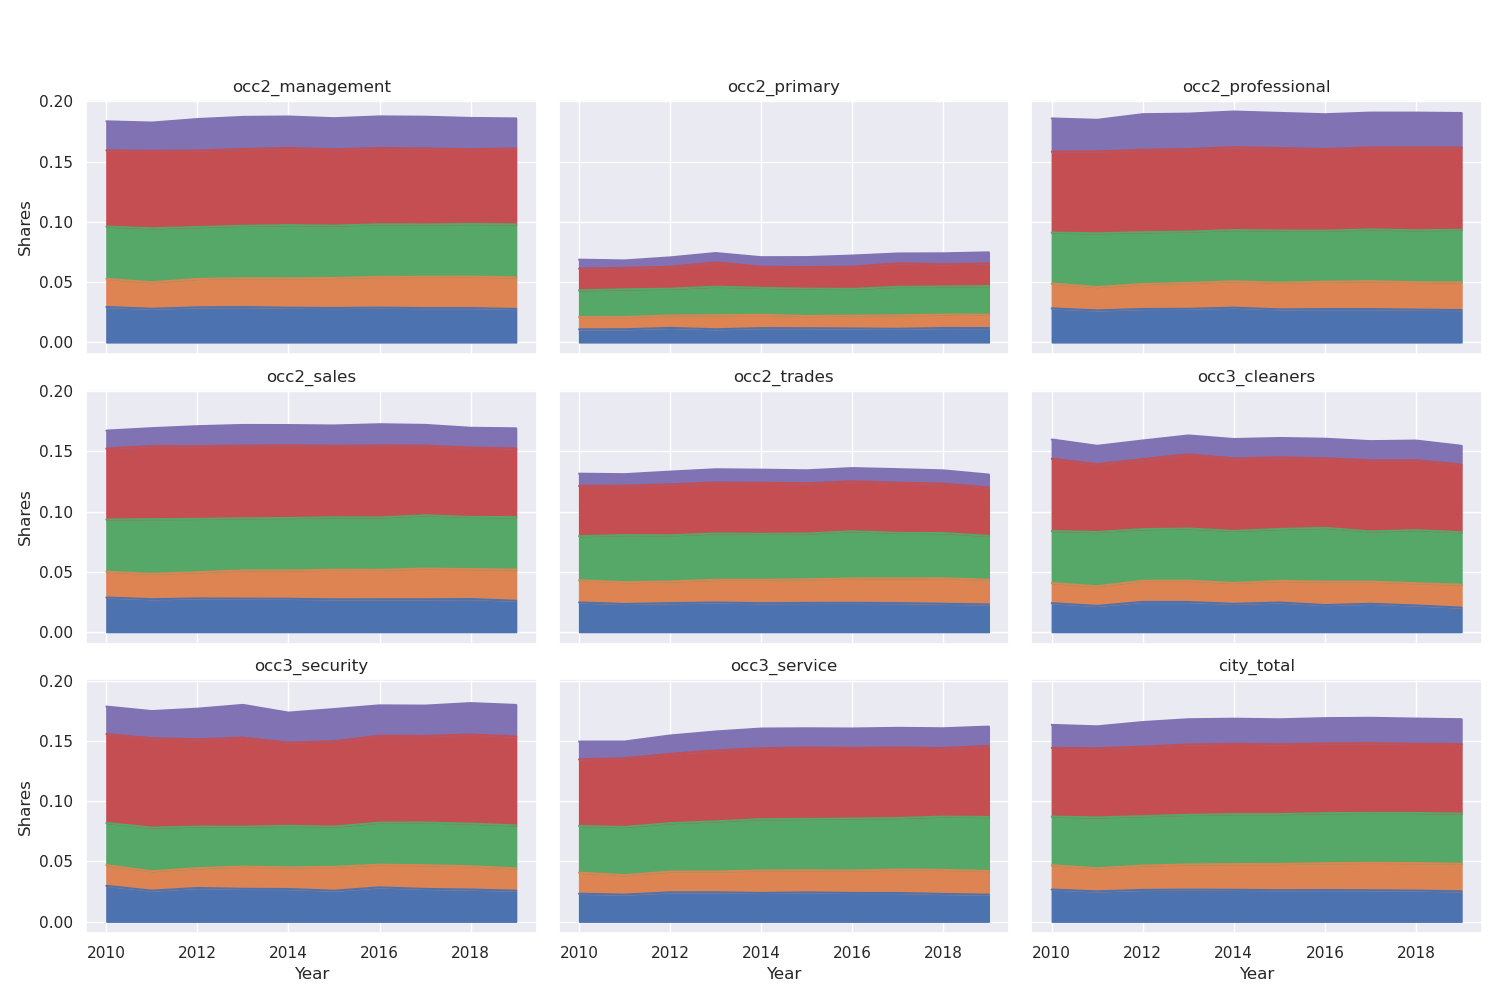 occ2_management
occ2_primary
occ2_professional
0.20
0.15
0.10
0.05
0.00
Shares
occ2_sales
occ2_trades
occ3_cleaners
0.20
0.15
0.10
0.05
0.00
Shares
occ3_security
occ3_service
city_total
0.20
0.15
0.10
0.05
0.00
Shares
2010 2012 2014 2016 2018
2010 2012 2014 2016 2018
2010 2012 2014 2016 2018
Year
Year
Year